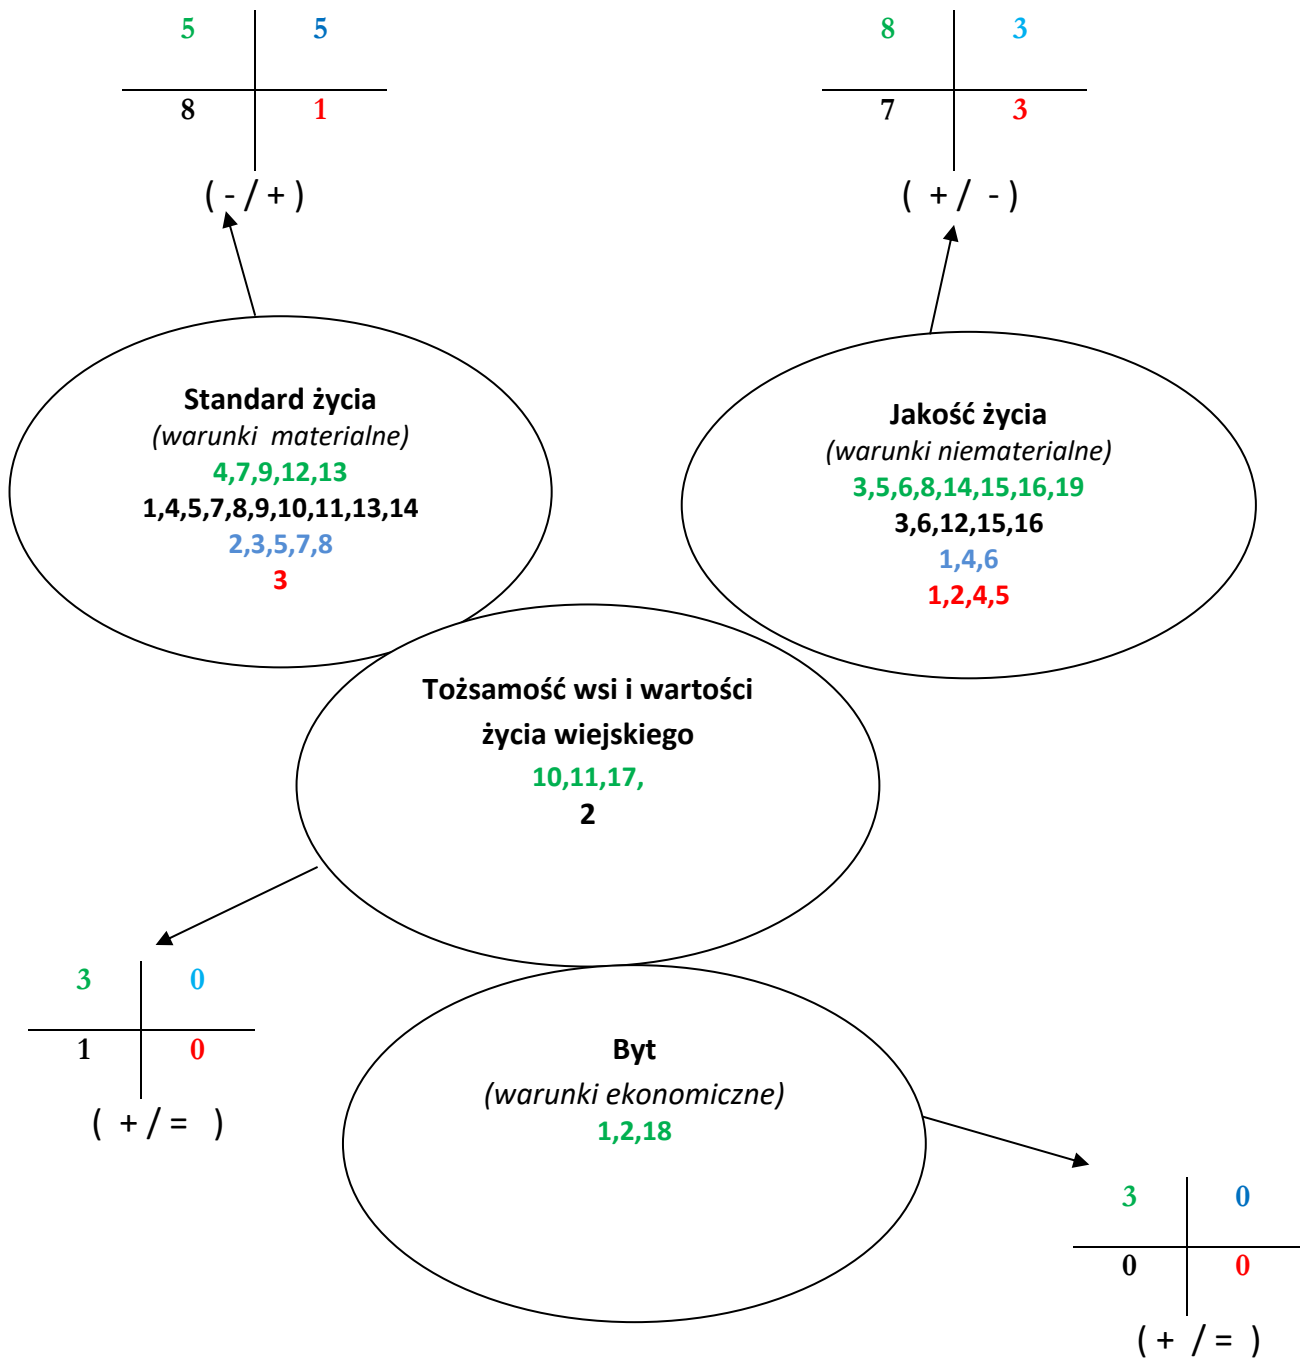 5 5
8 1
( - / + )
8 3
7 3
( + / - )
Standard życia
(warunki materialne)
4,7,9,12,13
1,4,5,7,8,9,10,11,13,14
2,3,5,7,8
3
Jakość życia
(warunki niematerialne)
3,5,6,8,14,15,16,19
3,6,12,15,16
1,4,6
1,2,4,5
Tożsamość wsi i wartości
życia wiejskiego
10,11,17,
2
3 0
1 0
( + / = )
Byt
(warunki ekonomiczne)
1,2,18
3 0
0 0
( + / = )